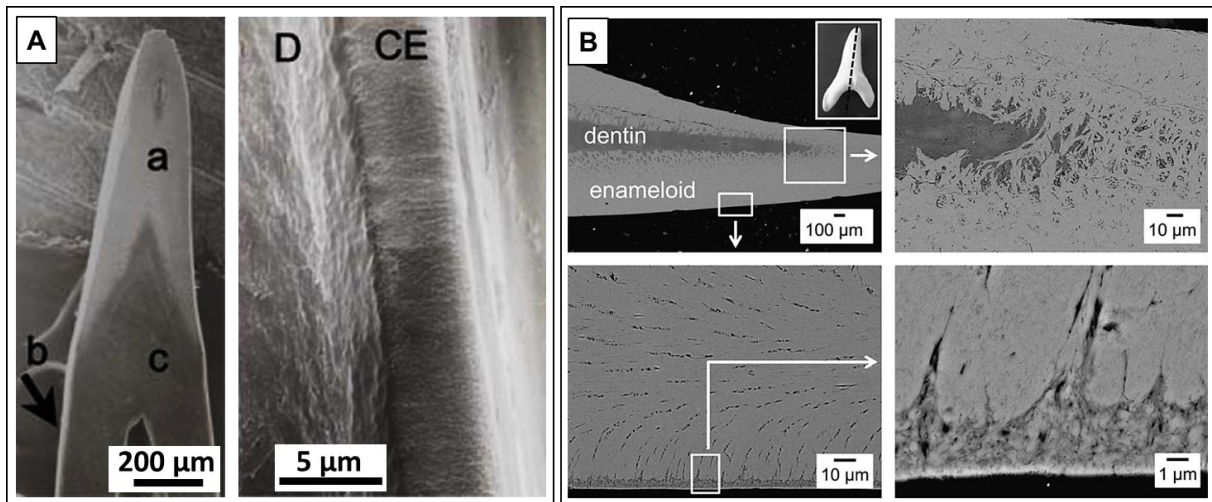 A
a
b
c
200 µm
D
CE
5 µm
B
dentin
enameloid
100 µm
10 µm
10 µm
1 µm